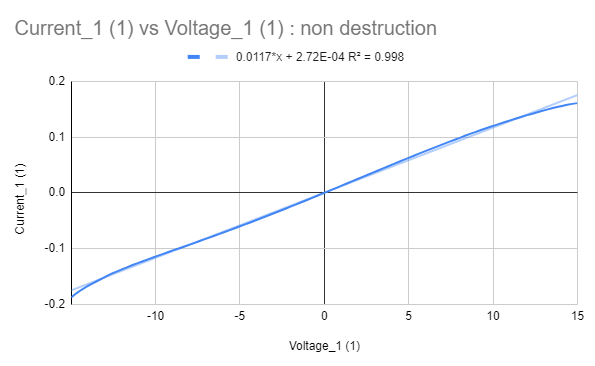 Current_1 (1) vs Voltage_1 (1) : non destruction
0.0117*x + 2.72E-04 R² = 0.998
0.2
0.1
0.0
-0.1
-0.2
Current_1 (1)
-10 -5 0 5 10 15
Voltage_1 (1)